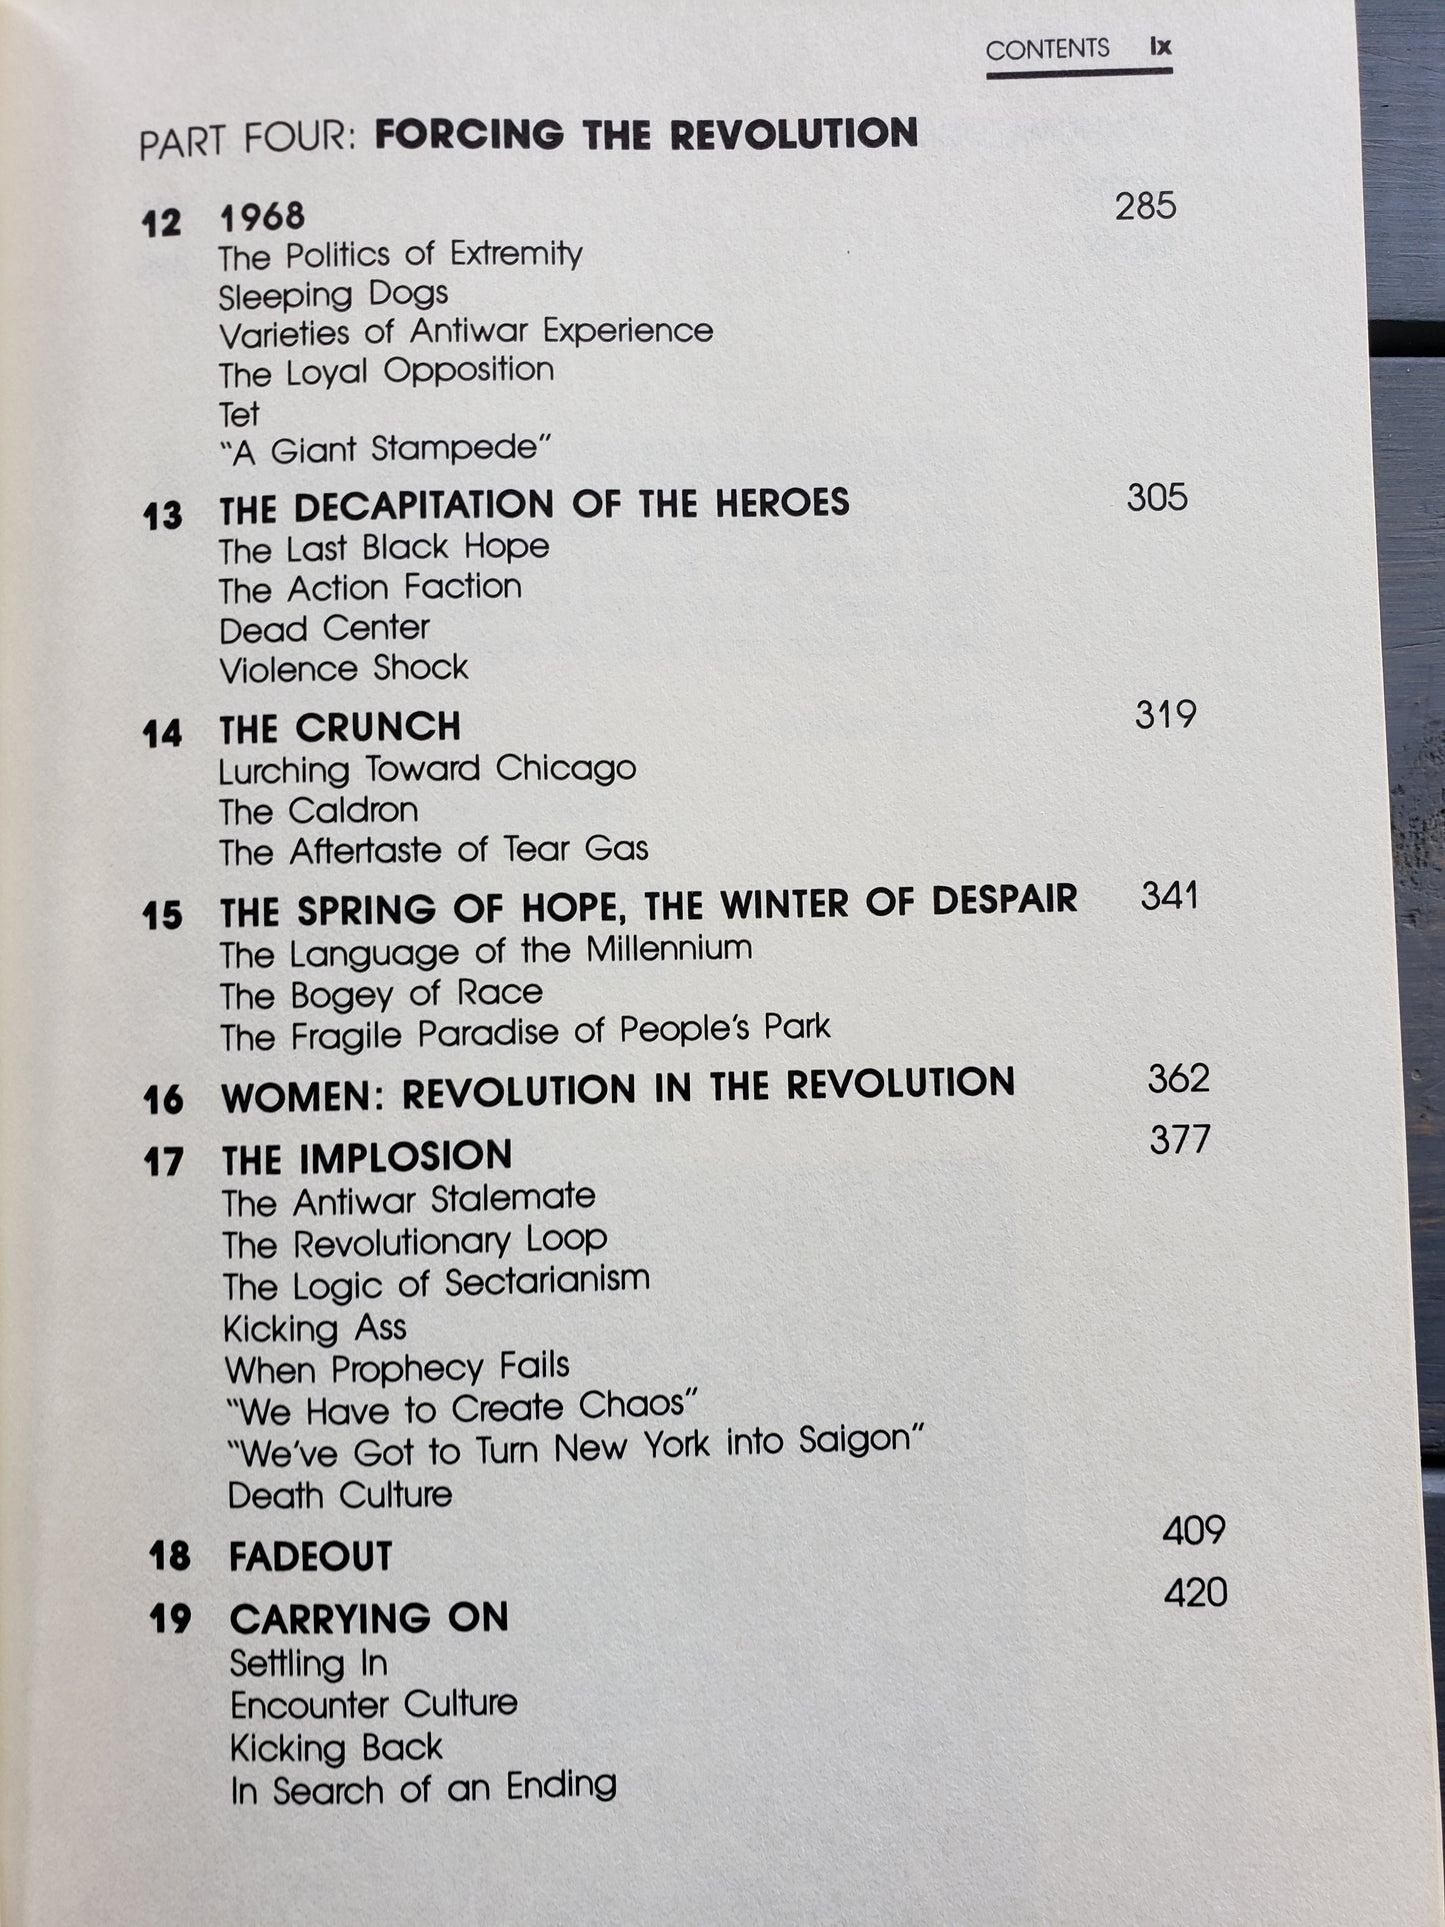 CONTENTS ix
PART FOUR: FORCING THE REVOLUTION
12 1968 285
The Politics of Extremity
Sleeping Dogs
Varieties of Antiwar Experience
The Loyal Opposition
Tet
"A Giant Stampede"
13 THE DECAPITATION OF THE HEROES 305
The Last Black Hope
The Action Faction
Dead Center
Violence Shock
14 THE CRUNCH 319
Lurching Toward Chicago
The Caldron
The Aftertaste of Tear Gas
15 THE SPRING OF HOPE, THE WINTER OF DESPAIR 341
The Language of the Millennium
The Bogey of Race
The Fragile Paradise of People's Park
16 WOMEN: REVOLUTION IN THE REVOLUTION 362
17 THE IMPLOSION 377
The Antiwar Stalemate
The Revolutionary Loop
The Logic of Sectarianism
Kicking Ass
When Prophecy Fails
"We Have to Create Chaos"
"We've Got to Turn New York into Saigon"
Death Culture
18 FADEOUT 409
19 CARRYING ON 420
Settling In
Encounter Culture
Kicking Back
In Search of an Ending